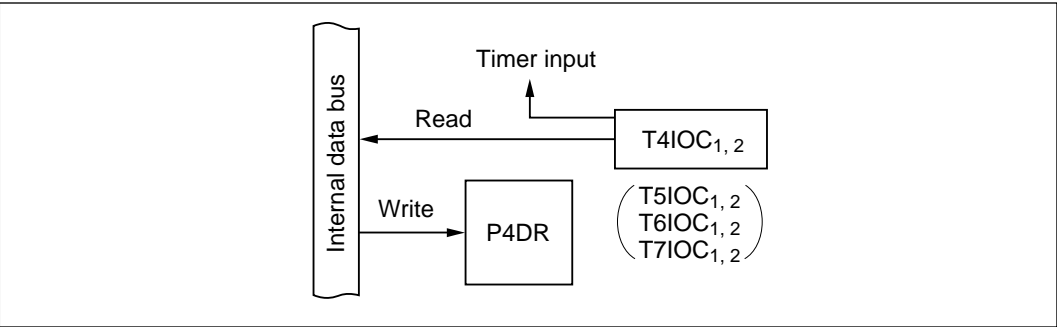 Internal data bus
Timer input
Read
T4IOC1, 2
Write
P4DR
T5IOC1, 2
T6IOC1, 2
T7IOC1, 2